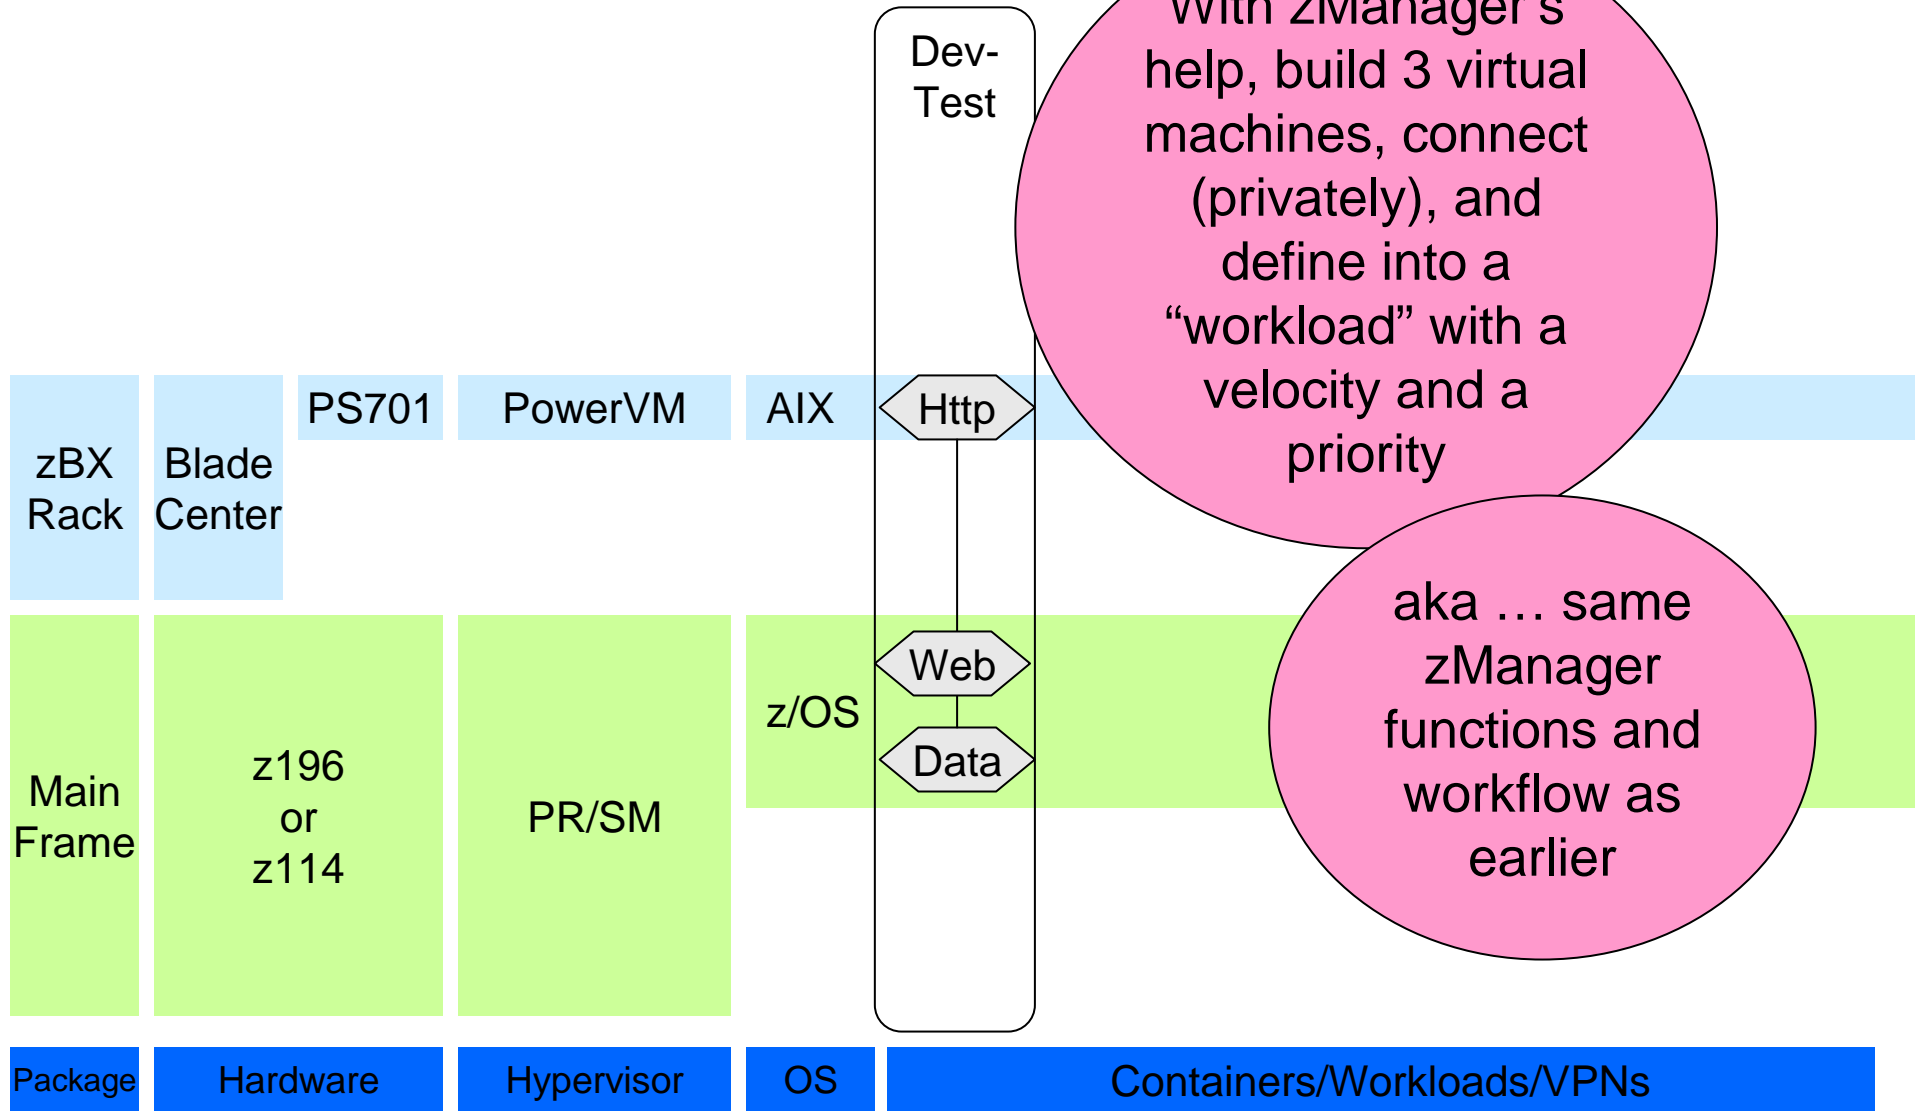 Dev-
Test
With zManager's
help, build 3 virtual
machines, connect
(privately), and
define into a
“workload” with a
velocity and a
priority
zBX
Rack
Blade
Center
PS701
PowerVM
AIX
Http
aka … same
zManager
functions and
workflow as
earlier
Main
Frame
z196
or
z114
PR/SM
z/OS
Web
Data
Package
Hardware
Hypervisor
OS
Containers/Workloads/VPNs